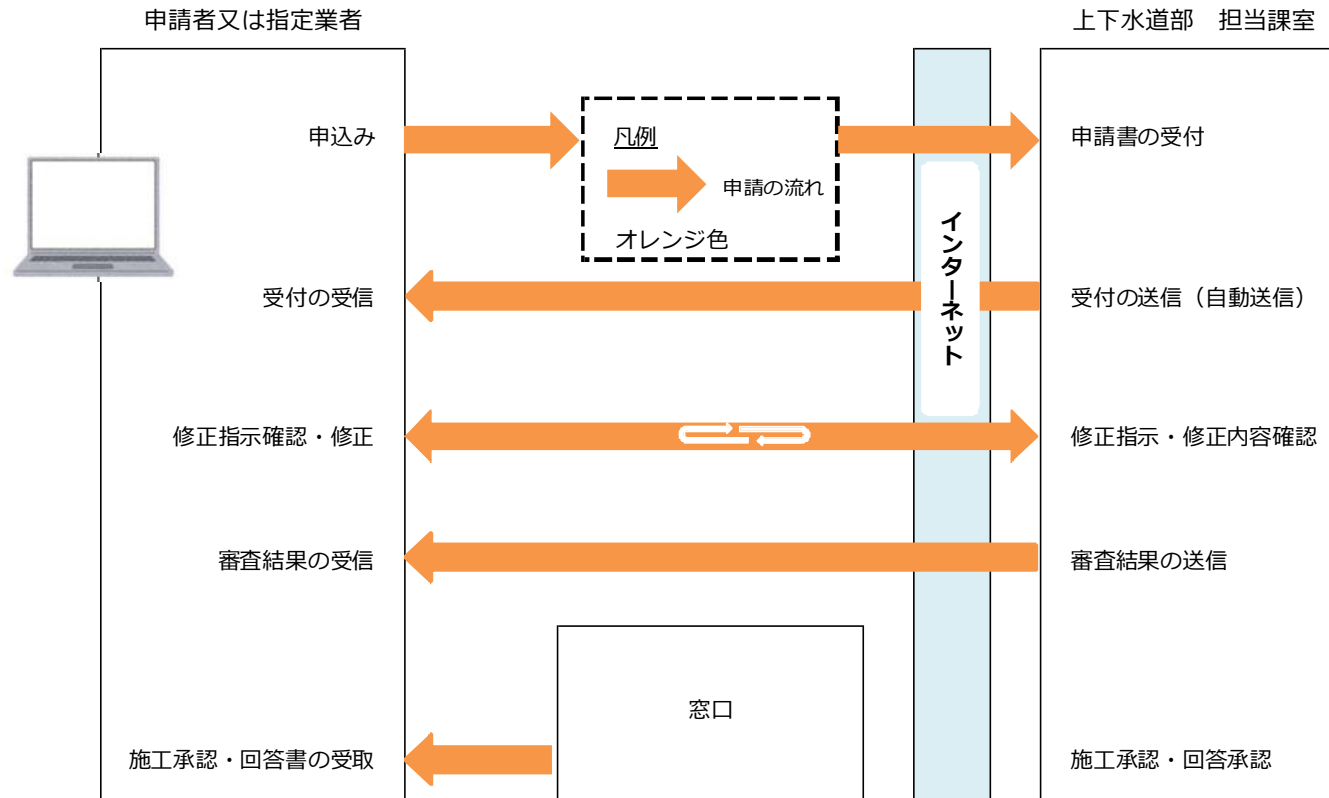 申請者又は指定業者
上下水道部　担当課室
申込み
凡例
申請の流れ
オレンジ色
申請書の受付
インターネット
受付の受信
受付の送信（自動送信）
修正指示確認・修正
修正指示・修正内容確認
審査結果の受信
審査結果の送信
窓口
施工承認・回答書の受取
施工承認・回答承認